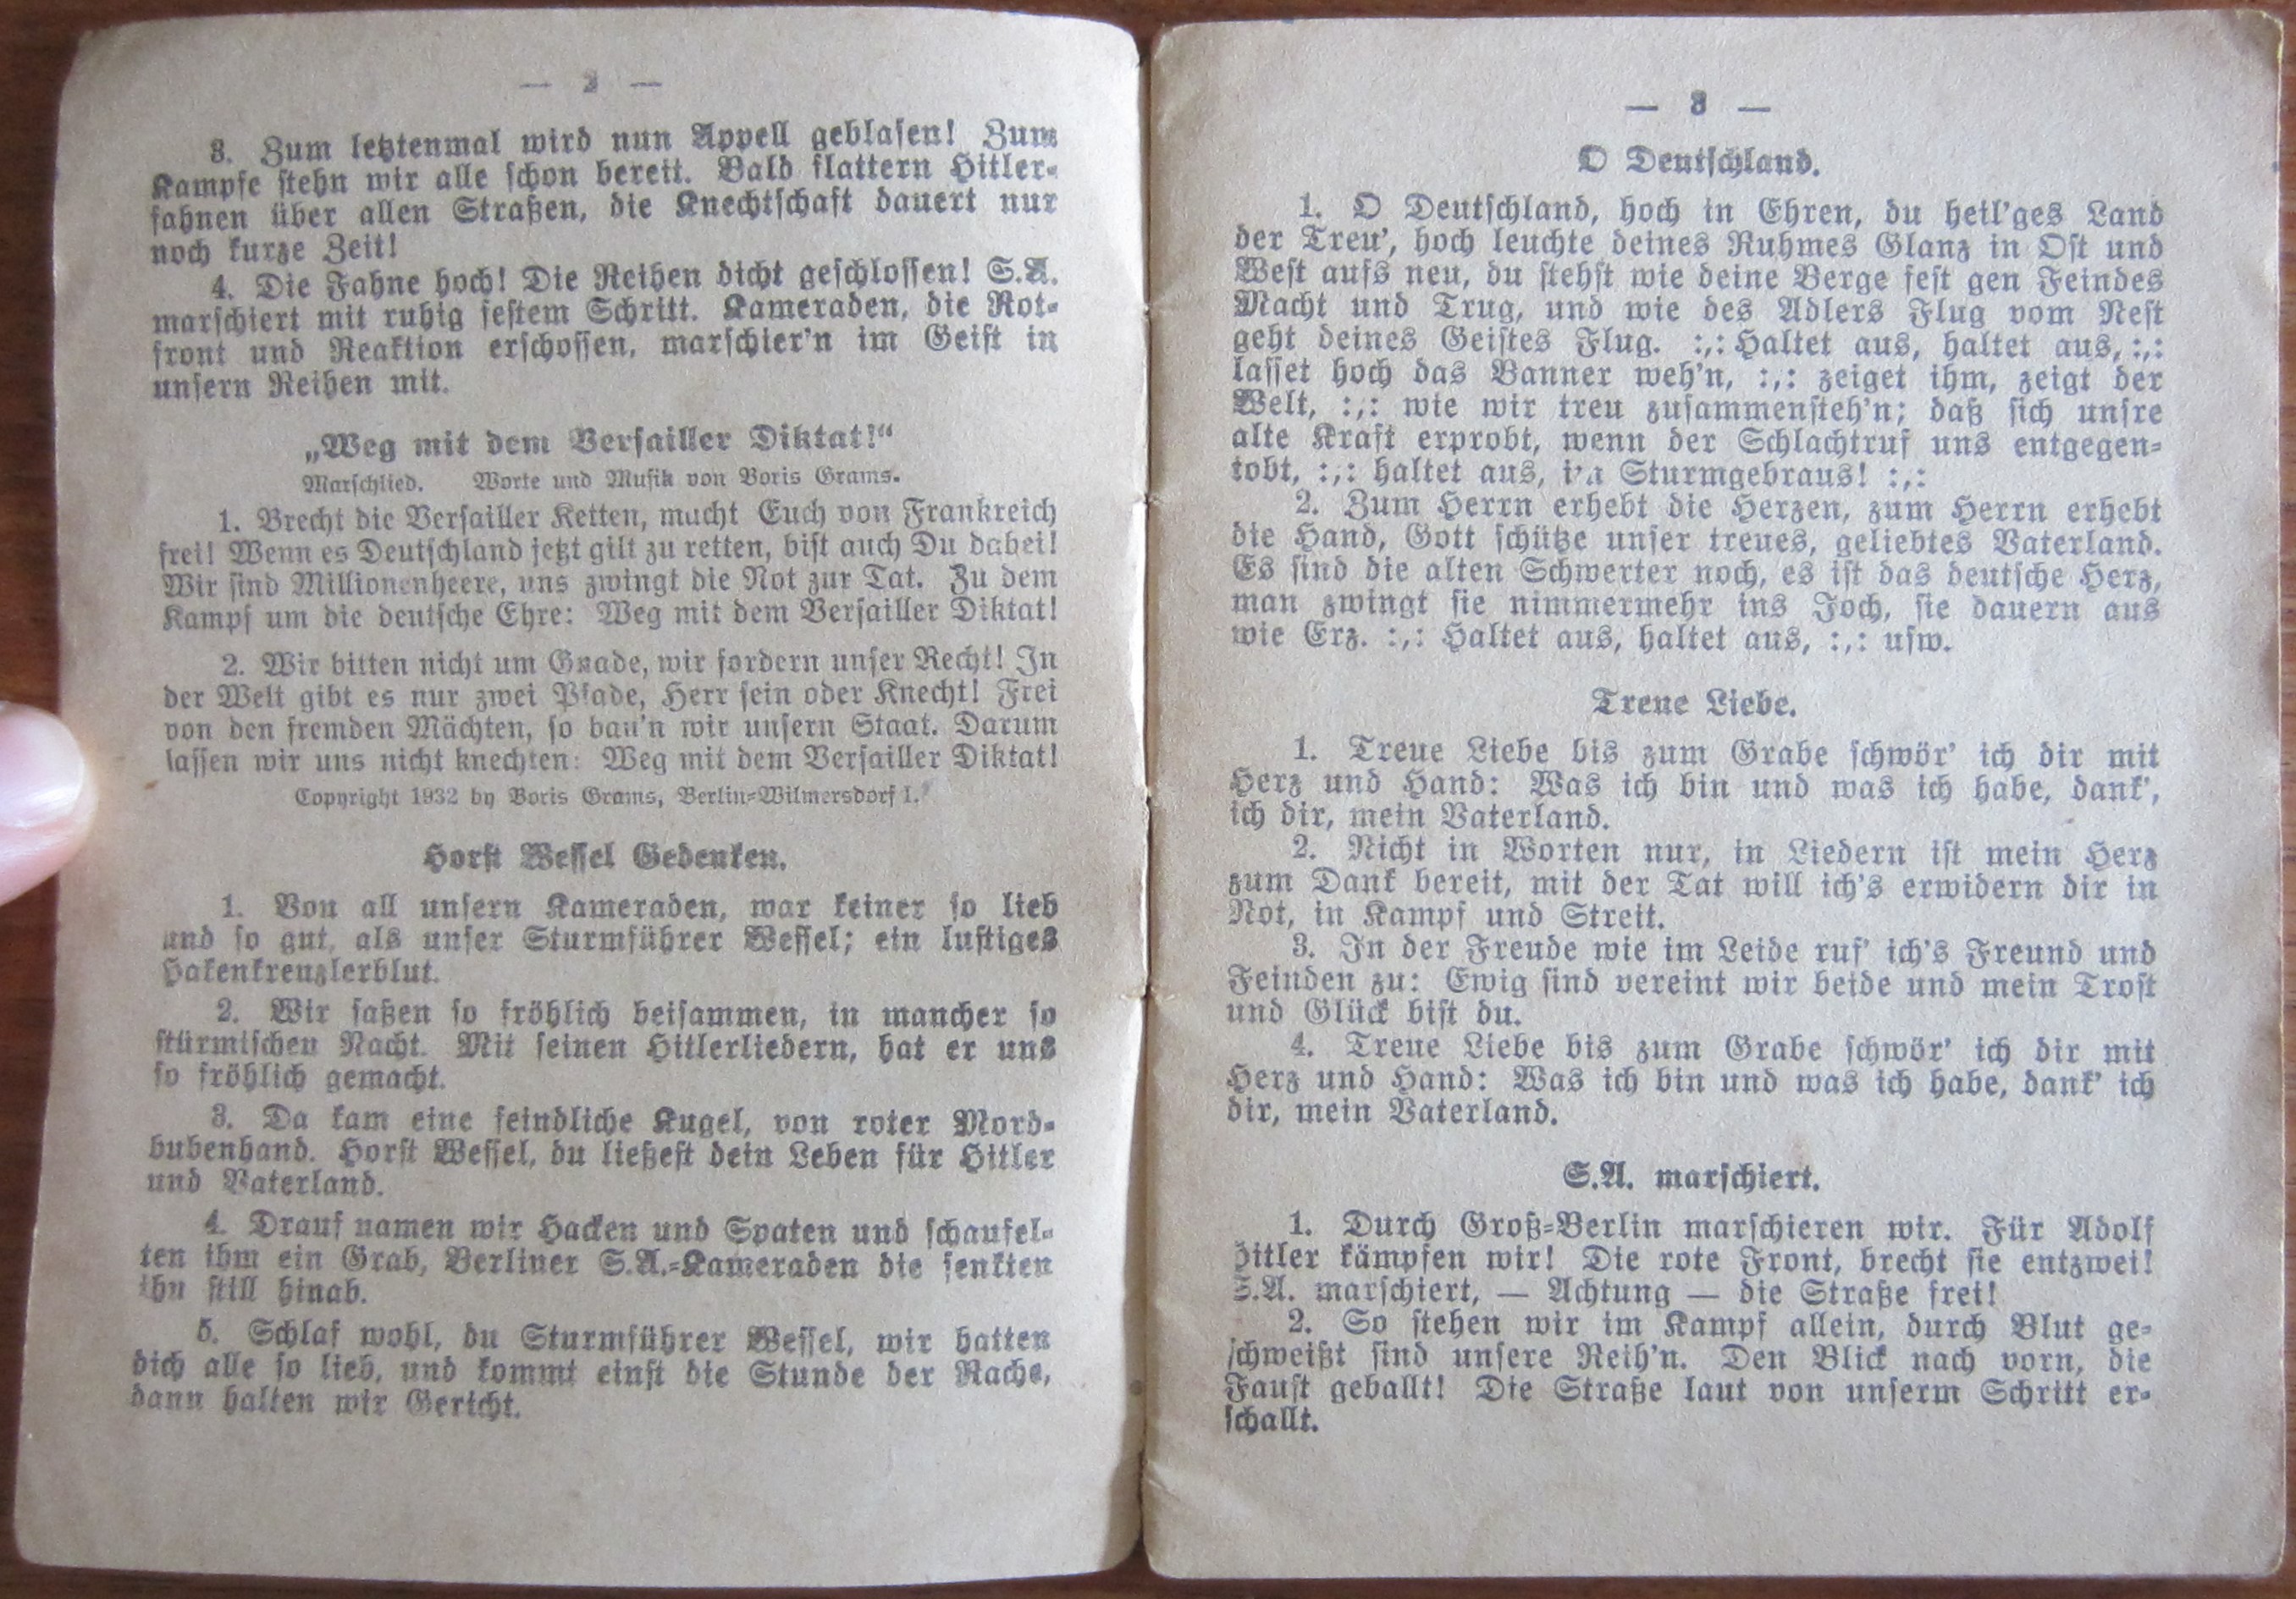 — 2 —
3. Zum letztenmal wird nun Appell geblasen! Zum
Kampfe stehn wir alle schon bereit. Bald flattern Hitler-
fahnen über allen Straßen, die Knechtschaft dauert nur
noch kurze Zeit!
4. Die Fahne hoch! Die Reihen dicht geschlossen! S.A.
marschiert mit ruhig festem Schritt. Kameraden, die Rot-
front und Reaktion erschossen, marschier'n im Geist in
unsern Reihen mit.
„Weg mit dem Versailler Diktat!“
Marschlied. Worte und Musik von Boris Grams.
1. Brecht die Versailler Ketten, macht Euch von Frankreich
frei! Wenn es Deutschland jetzt gilt zu retten, bist auch Du dabei!
Wir sind Millionenheere, uns zwingt die Not zur Tat. Zu dem
Kampf um die deutsche Ehre: Weg mit dem Versailler Diktat!
2. Wir bitten nicht um Gnade, wir fordern unser Recht! In
der Welt gibt es nur zwei Pfade, Herr sein oder Knecht! Frei
von den fremden Mächten, so bau'n wir unsern Staat. Darum
lassen wir uns nicht knechten: Weg mit dem Versailler Diktat!
Copyright 1932 by Boris Grams, Berlin-Wilmersdorf 1.
Horst Wessel Gedenken.
1. Von all unsern Kameraden, war keiner so lieb
und so gut, als unser Sturmführer Wessel; ein lustiges
Hakenkreuzlerblut.
2. Wir saßen so fröhlich beisammen, in mancher so
stürmischen Nacht. Mit seinen Hitlerliedern, hat er uns
so fröhlich gemacht.
3. Da kam eine feindliche Kugel, von roter Mord-
bubenhand. Horst Wessel, du ließest dein Leben für Hitler
und Vaterland.
4. Drauf namen wir Hacken und Spaten und schaufel-
ten ihm ein Grab, Berliner S.A.-Kameraden die senkten
ihn still hinab.
5. Schlaf wohl, du Sturmführer Wessel, wir hatten
dich alle so lieb, und kommt einst die Stunde der Rache,
dann halten wir Gericht.
— 3 —
O Deutschland.
1. O Deutschland, hoch in Ehren, du heil'ges Land
der Treu', hoch leuchte deines Ruhmes Glanz in Ost und
West aufs neu, du stehst wie deine Berge fest gen Feindes
Macht und Trug, und wie des Adlers Flug vom Nest
geht deines Geistes Flug. :,: Haltet aus, haltet aus, :,:
lasset hoch das Banner weh'n, :,: zeiget ihm, zeigt der
Welt, :,: wie wir treu zusammensteh'n; daß sich unsre
alte Kraft erprobt, wenn der Schlachtruf uns entgegen-
tobt, :,: haltet aus, im Sturmgebraus! :,:
2. Zum Herrn erhebt die Herzen, zum Herrn erhebt
die Hand, Gott schütze unser treues, geliebtes Vaterland.
Es sind die alten Schwerter noch, es ist das deutsche Herz,
man zwingt sie nimmermehr ins Joch, sie dauern aus
wie Erz. :,: Haltet aus, haltet aus, :,: usw.
Treue Liebe.
1. Treue Liebe bis zum Grabe schwör' ich dir mit
Herz und Hand: Was ich bin und was ich habe, dank',
ich dir, mein Vaterland.
2. Nicht in Worten nur, in Liedern ist mein Herz
zum Dank bereit, mit der Tat will ich's erwidern dir in
Not, in Kampf und Streit.
3. In der Freude wie im Leide ruf' ich's Freund und
Feinden zu: Ewig sind vereint wir beide und mein Trost
und Glück bist du.
4. Treue Liebe bis zum Grabe schwör' ich dir mit
Herz und Hand: Was ich bin und was ich habe, dank' ich
dir, mein Vaterland.
S.A. marschiert.
1. Durch Groß-Berlin marschieren wir. Für Adolf
Hitler kämpfen wir! Die rote Front, brecht sie entzwei!
S.A. marschiert, — Achtung — die Straße frei!
2. So stehen wir im Kampf allein, durch Blut ge-
schweißt sind unsere Reih'n. Den Blick nach vorn, die
Faust geballt! Die Straße laut von unserm Schritt er-
schallt.